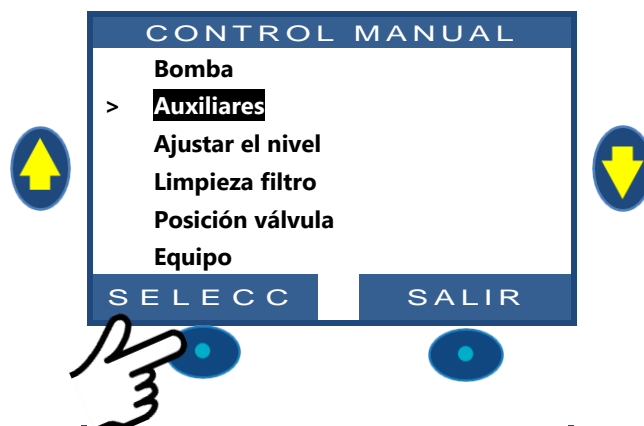 CONTROL MANUAL
Bomba
> Auxiliares
Ajustar el nivel
Limpieza filtro
Posición válvula
Equipo
SELECC SALIR